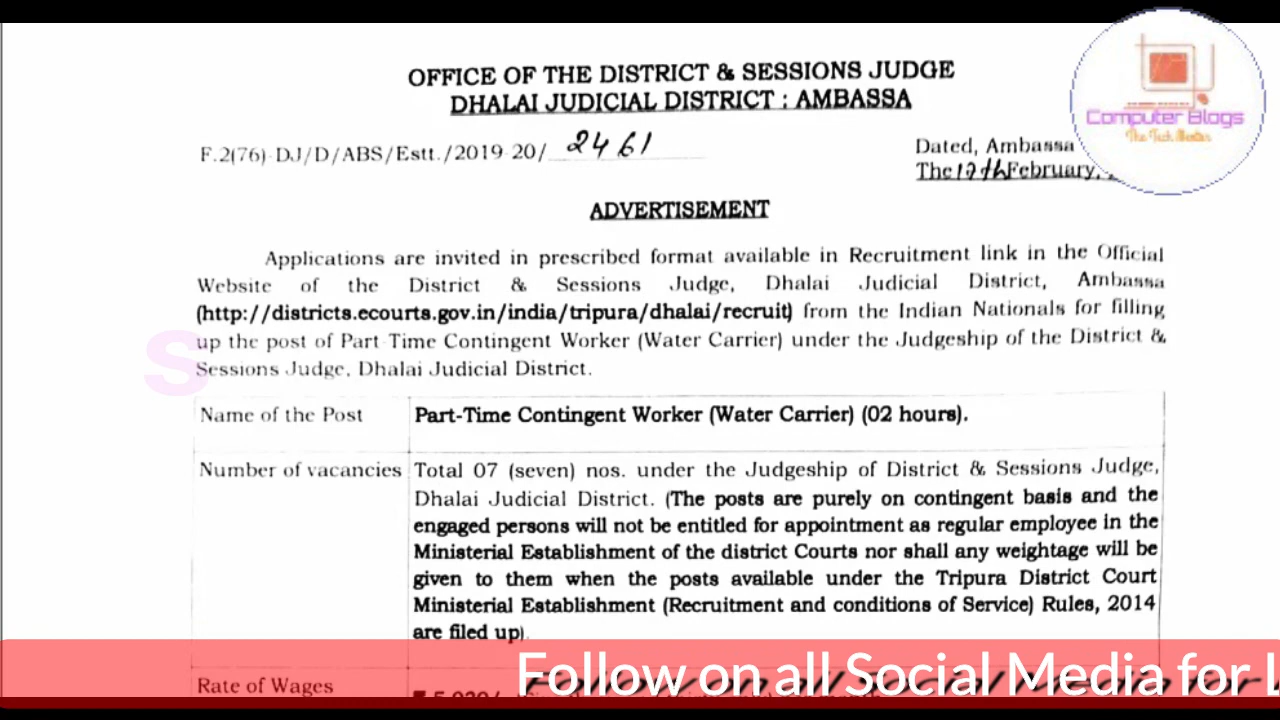 OFFICE OF THE DISTRICT & SESSIONS JUDGE
DHALAI JUDICIAL DISTRICT : AMBASSA
Computer Blogs
The Tech Master
F.2(76)-DJ/D/ABS/Estt./2019-20/ 2461
Dated, Ambassa
The February,
ADVERTISEMENT
Applications are invited in prescribed format available in Recruitment link in the Official
Website of the District & Sessions Judge, Dhalai Judicial District, Ambassa
(http://districts.ecourts.gov.in/india/tripura/dhalai/recruit) from the Indian Nationals for filling
up the post of Part-Time Contingent Worker (Water Carrier) under the Judgeship of the District &
S
Sessions Judge, Dhalai Judicial District.
Name of the Post Part-Time Contingent Worker (Water Carrier) (02 hours).
Number of vacancies Total 07 (seven) nos. under the Judgeship of District & Sessions Judge,
Dhalai Judicial District. (The posts are purely on contingent basis and the
engaged persons will not be entitled for appointment as regular employee in the
Ministerial Establishment of the district Courts nor shall any weightage will be
given to them when the posts available under the Tripura District Court
Ministerial Establishment (Recruitment and conditions of Service) Rules, 2014
are filed up).
Rate of Wages
Follow on all Social Media for L